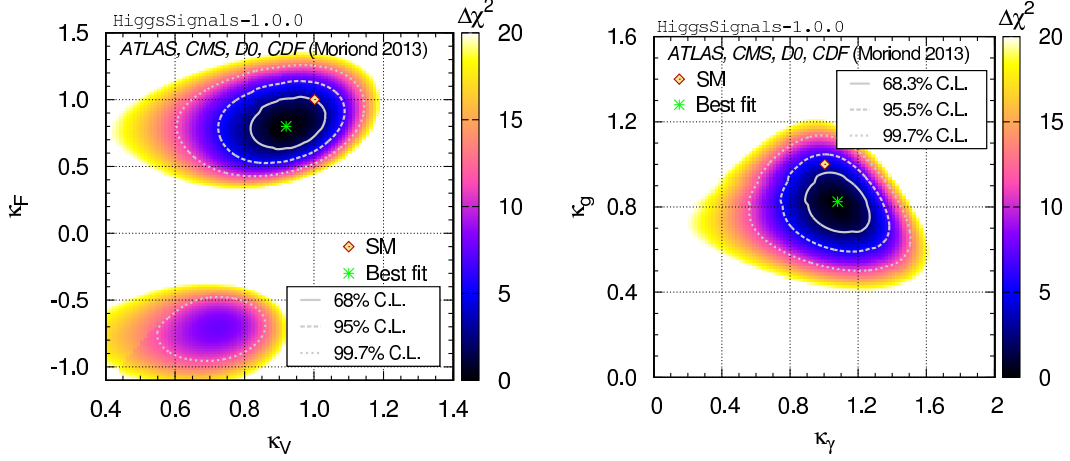 HiggsSignals-1.0.0
Δχ²
ATLAS, CMS, D0, CDF (Moriond 2013)
1.5
1.0
0.5
0.0
-0.5
-1.0
κF
SM
Best fit
68% C.L.
95% C.L.
99.7% C.L.
0.4
0.6
0.8
1.0
1.2
1.4
κV
20
15
10
5
0
HiggsSignals-1.0.0
Δχ²
ATLAS, CMS, D0, CDF (Moriond 2013)
SM
Best fit
68.3% C.L.
95.5% C.L.
99.7% C.L.
1.6
1.2
0.8
0.4
0.0
κg
0
0.4
0.8
1.2
1.6
2
κγ
20
15
10
5
0